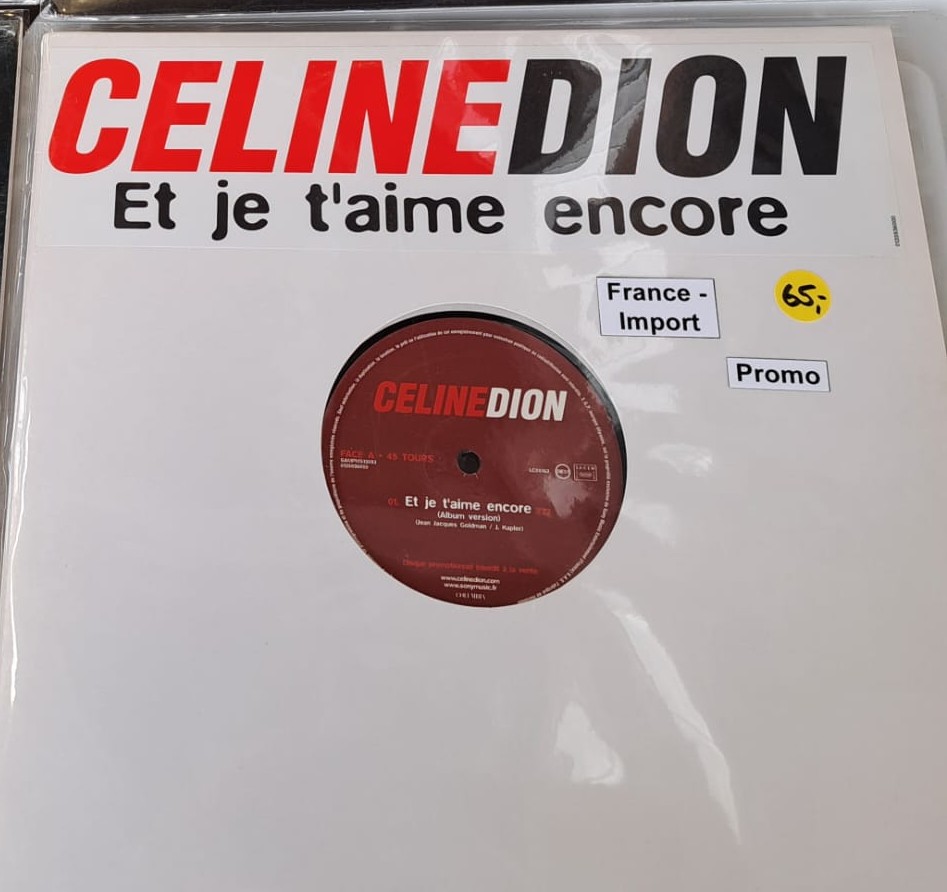 CELINEDION
Et je t'aime encore
France -
Import
65,-
Promo
CELINEDION
FACE A • 45 TOURS
01. Et je t'aime encore
(Album version)
(Jean Jacques Goldman / J. Kapler)
Disque promotionnel interdit à la vente
www.celinedion.com
www.sonymusic.fr